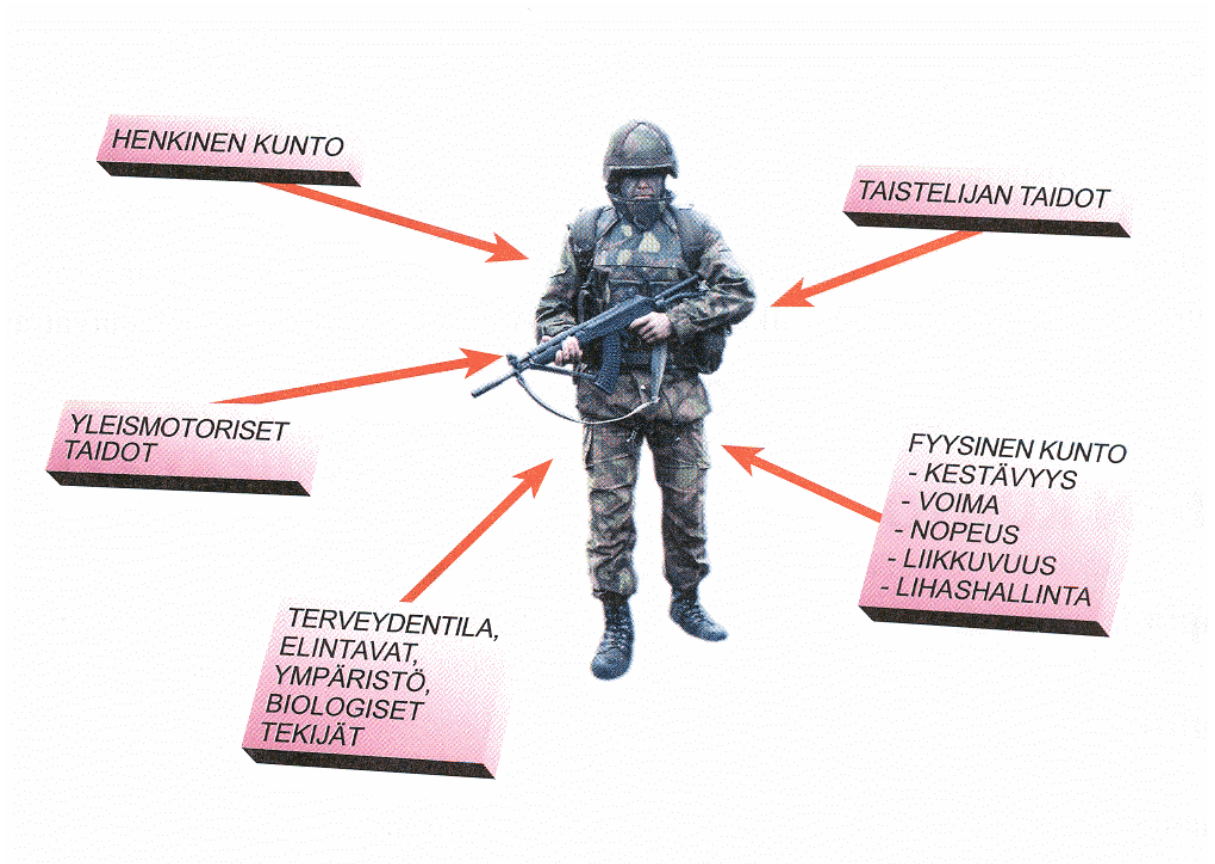 HENKINEN KUNTO
TAISTELIJAN TAIDOT
YLEISMOTORISET
TAIDOT
FYYSINEN KUNTO
- KESTÄVYYS
- VOIMA
- NOPEUS
- LIIKKUVUUS
- LIHASHALLINTA
TERVEYDENTILA,
ELINTAVAT,
YMPÄRISTÖ,
BIOLOGISET
TEKIJÄT